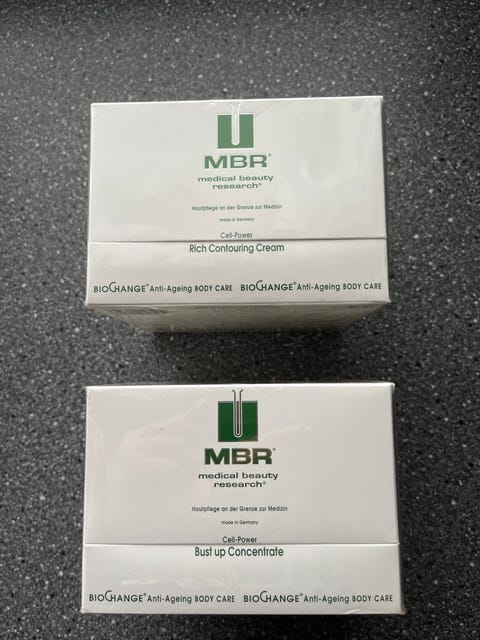 MBR®
medical beauty
research®
Hautpflege an der Grenze zur Medizin
made in Germany
Cell-Power
Rich Contouring Cream
BIOCHANGE® Anti-Ageing BODY CARE BIOCHANGE® Anti-Ageing BODY CARE
MBR®
medical beauty
research®
Hautpflege an der Grenze zur Medizin
made in Germany
Cell-Power
Bust up Concentrate
BIOCHANGE® Anti-Ageing BODY CARE BIOCHANGE® Anti-Ageing BODY CARE